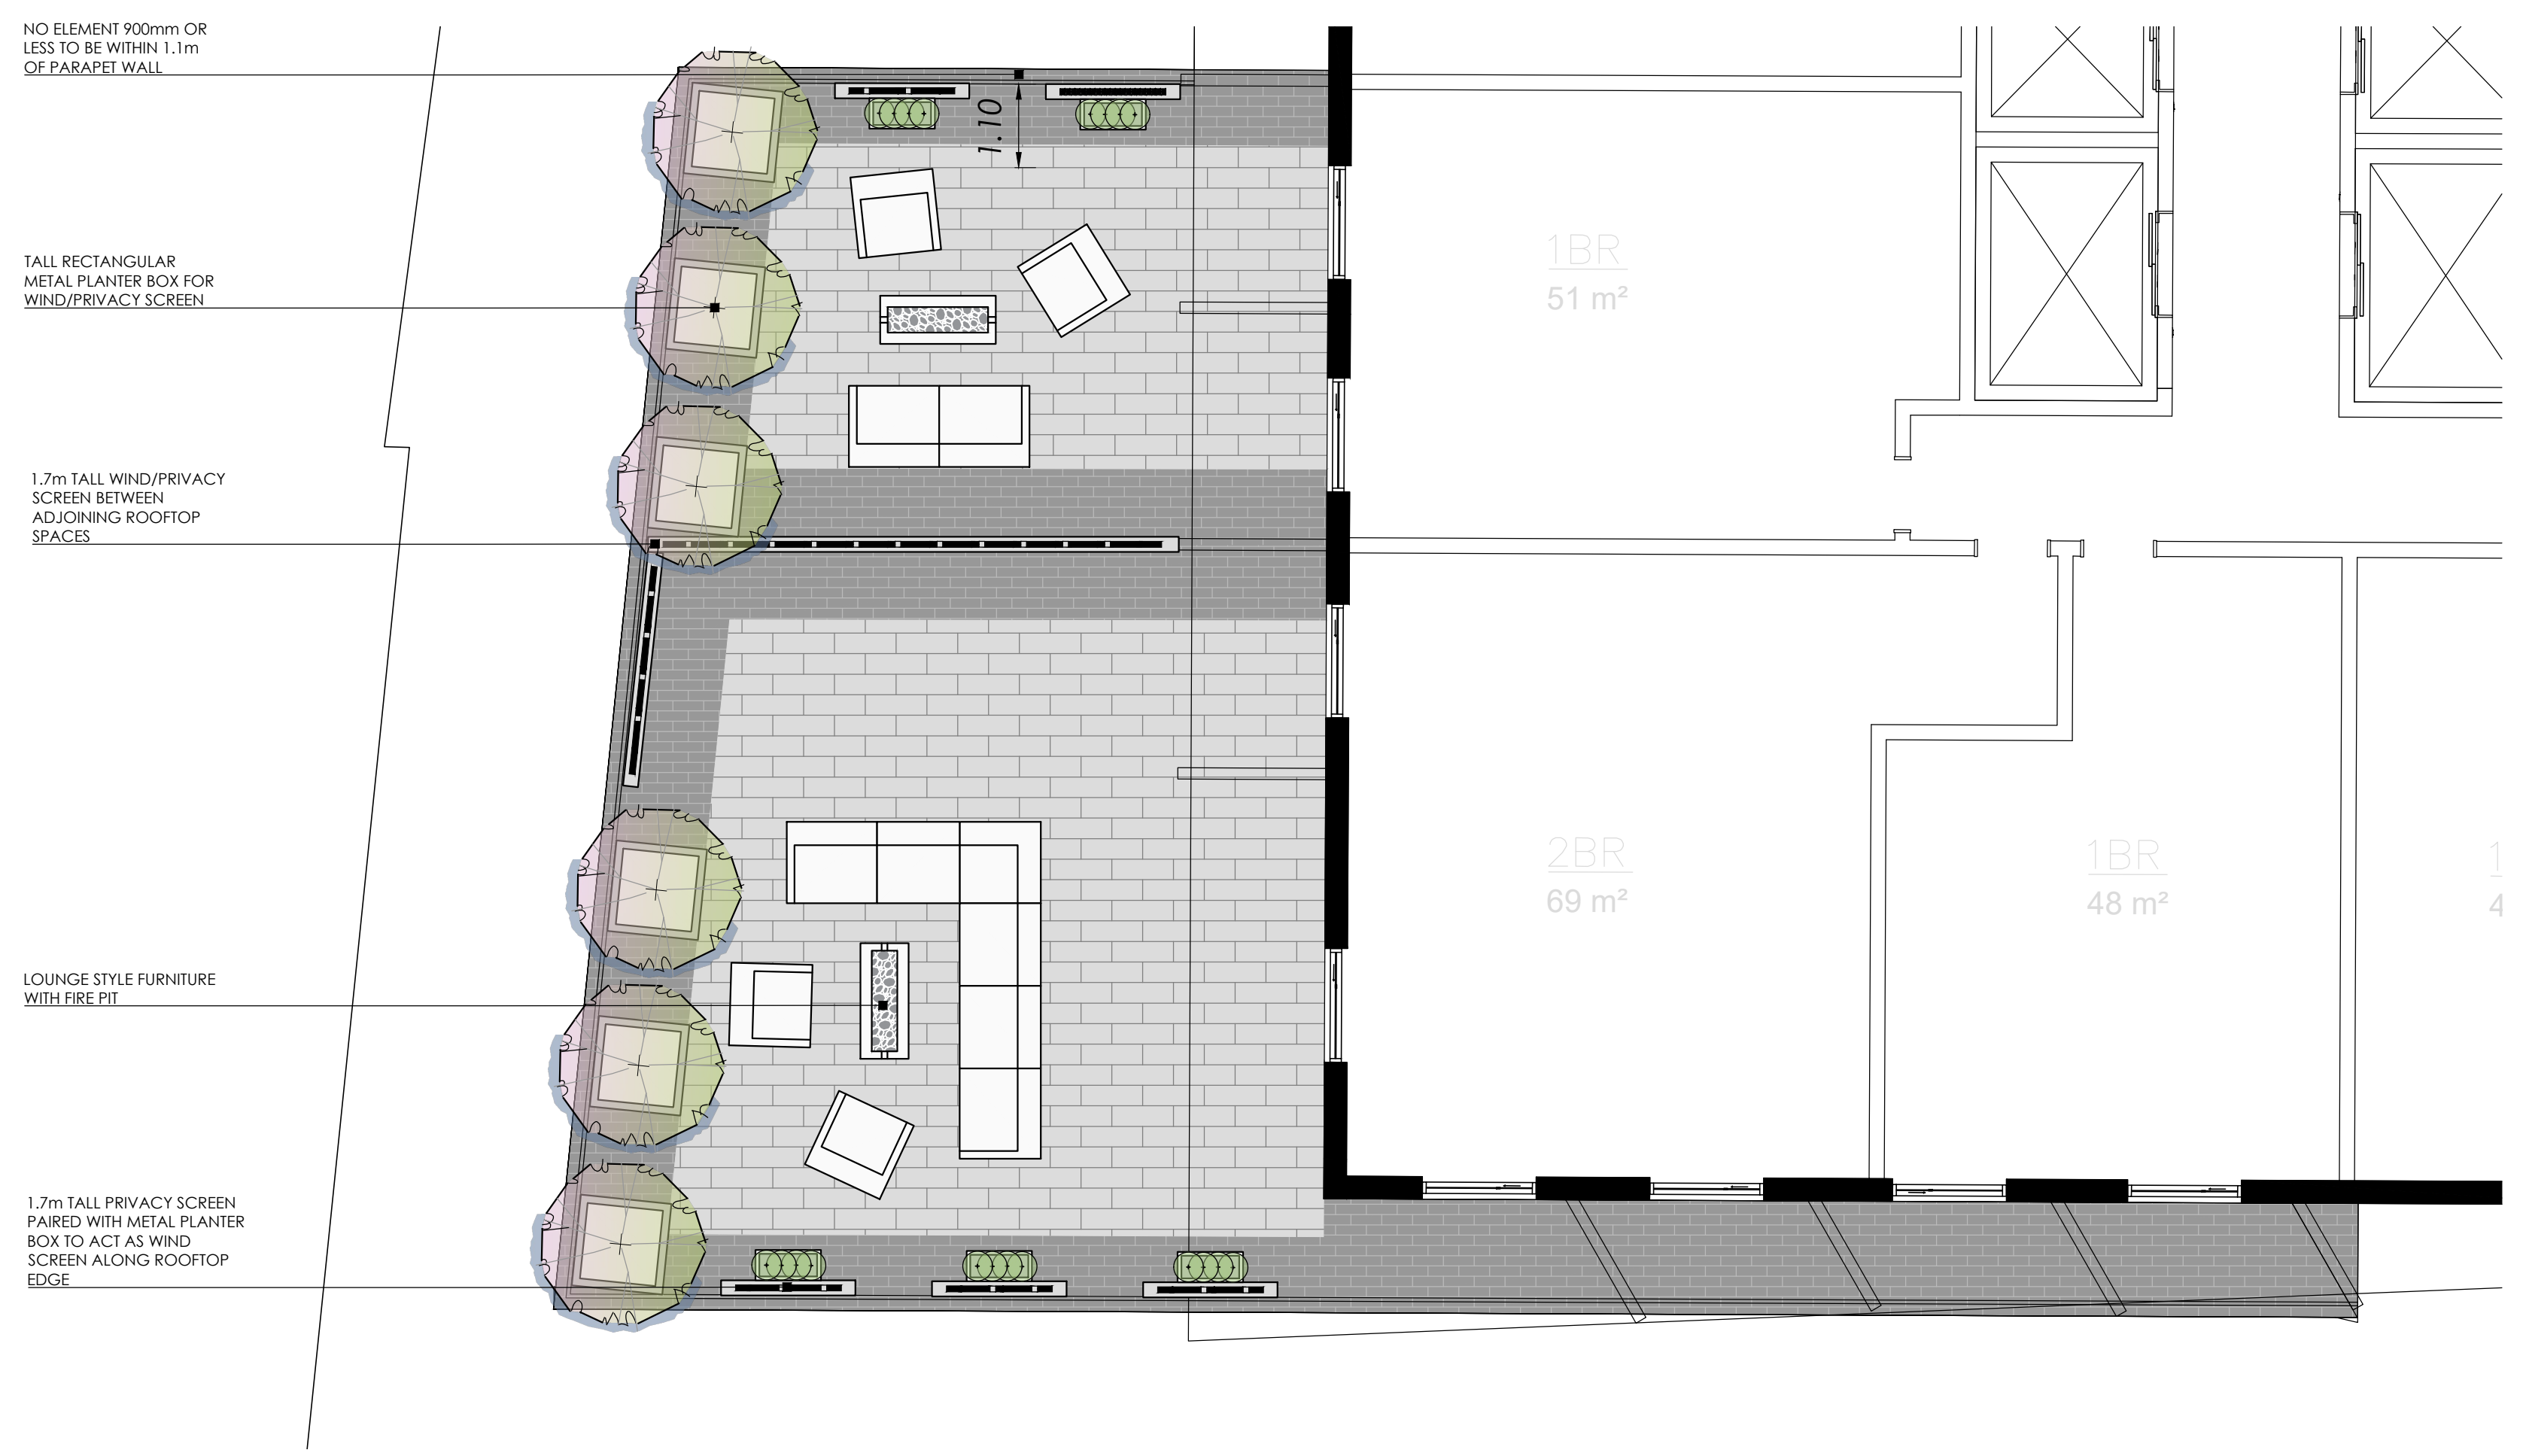 NO ELEMENT 900mm OR
LESS TO BE WITHIN 1.1m
OF PARAPET WALL
1.10
TALL RECTANGULAR
METAL PLANTER BOX FOR
WIND/PRIVACY SCREEN
1BR
51 m²
1.7m TALL WIND/PRIVACY
SCREEN BETWEEN
ADJOINING ROOFTOP
SPACES
2BR
69 m²
1BR
48 m²
1
4
LOUNGE STYLE FURNITURE
WITH FIRE PIT
1.7m TALL PRIVACY SCREEN
PAIRED WITH METAL PLANTER
BOX TO ACT AS WIND
SCREEN ALONG ROOFTOP
EDGE